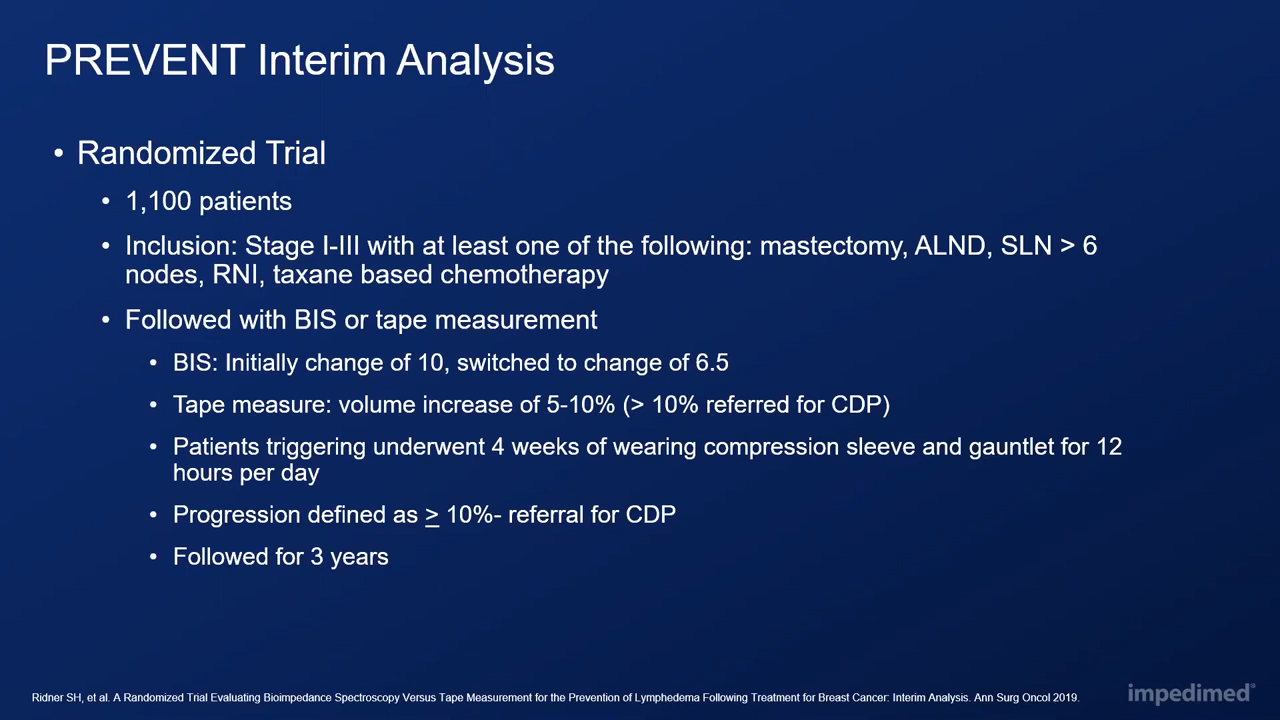 PREVENT Interim Analysis
• Randomized Trial
• 1,100 patients
• Inclusion: Stage I-III with at least one of the following: mastectomy, ALND, SLN > 6
nodes, RNI, taxane based chemotherapy
• Followed with BIS or tape measurement
• BIS: Initially change of 10, switched to change of 6.5
• Tape measure: volume increase of 5-10% (> 10% referred for CDP)
• Patients triggering underwent 4 weeks of wearing compression sleeve and gauntlet for 12
hours per day
• Progression defined as > 10%- referral for CDP
• Followed for 3 years
Ridner SH, et al. A Randomized Trial Evaluating Bioimpedance Spectroscopy Versus Tape Measurement for the Prevention of Lymphedema Following Treatment for Breast Cancer: Interim Analysis. Ann Surg Oncol 2019.
impedimed®